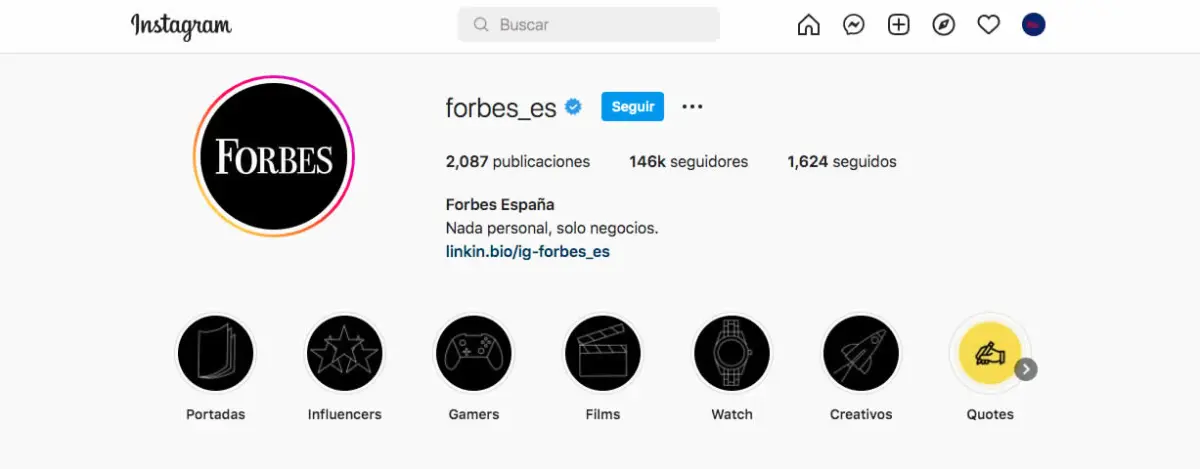 Instagram
Buscar
FORBES
forbes_es
Seguir
2,087 publicaciones 146k seguidores 1,624 seguidos
Forbes España
Nada personal, solo negocios.
linkin.bio/ig-forbes_es
Portadas Influencers Gamers Films Watch Creativos Quotes